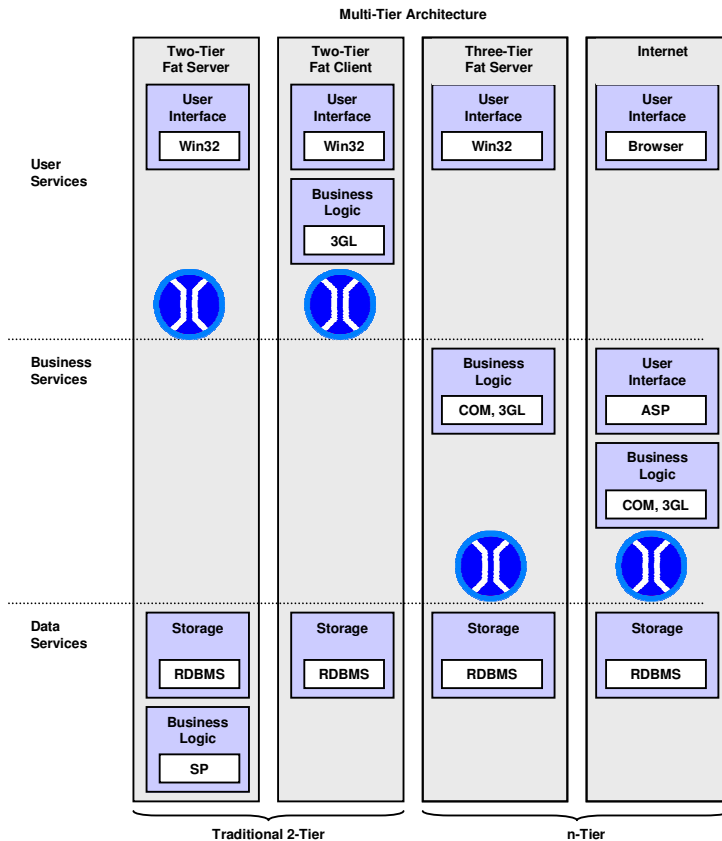 Multi-Tier Architecture
Two-Tier
Fat Server
Two-Tier
Fat Client
Three-Tier
Fat Server
Internet
User
Services
User
Interface
Win32
User
Interface
Win32
Business
Logic
3GL
User
Interface
Win32
User
Interface
Browser
Business
Services
Business
Logic
COM, 3GL
User
Interface
ASP
Business
Logic
COM, 3GL
Data
Services
Storage
RDBMS
Business
Logic
SP
Storage
RDBMS
Storage
RDBMS
Storage
RDBMS
Traditional 2-Tier
n-Tier